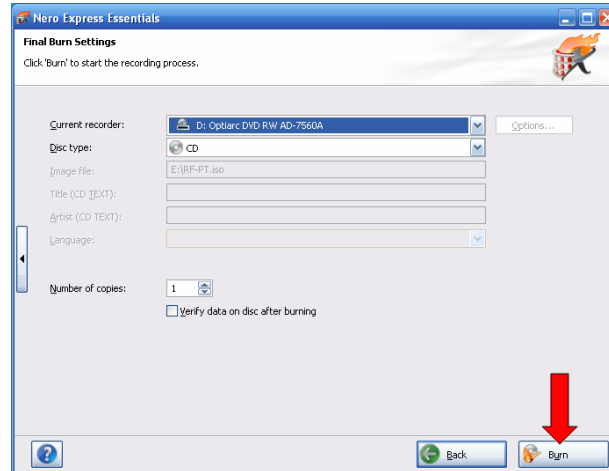 Nero Express Essentials
Final Burn Settings
Click 'Burn' to start the recording process.
Current recorder: D: Optiarc DVD RW AD-7560A Options...
Disc type: CD
Image file: E:\RF-PT.iso
Title (CD TEXT):
Artist (CD TEXT):
Language:
Number of copies: 1
Verify data on disc after burning
Back Burn